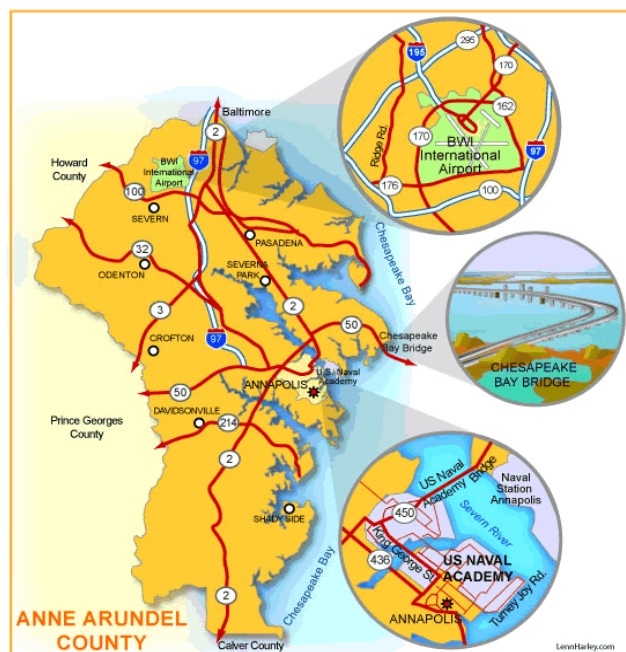 195
295
170
Ridge Rd.
170
162
BWI
International
Airport
97
176
100
Baltimore
2
Howard
County
BWI
International
Airport
97
100
SEVERN
PASADENA
Chesapeake Bay
32
ODENTON
SEVERNA
PARK
3
2
50
Chesapeake
Bay Bridge
CROFTON
97
CHESAPEAKE
BAY BRIDGE
50
U.S. Naval
Academy
ANNAPOLIS
DAVIDSONVILLE
Prince Georges
County
214
2
SHADY SIDE
US Naval
Academy Bridge
Naval
Station
Annapolis
450
Severn River
King George St.
436
US NAVAL
ACADEMY
ANNAPOLIS
Turney Joy Rd.
Chesapeake Bay
2
ANNE ARUNDEL
COUNTY
Calver County
LennHarley.com